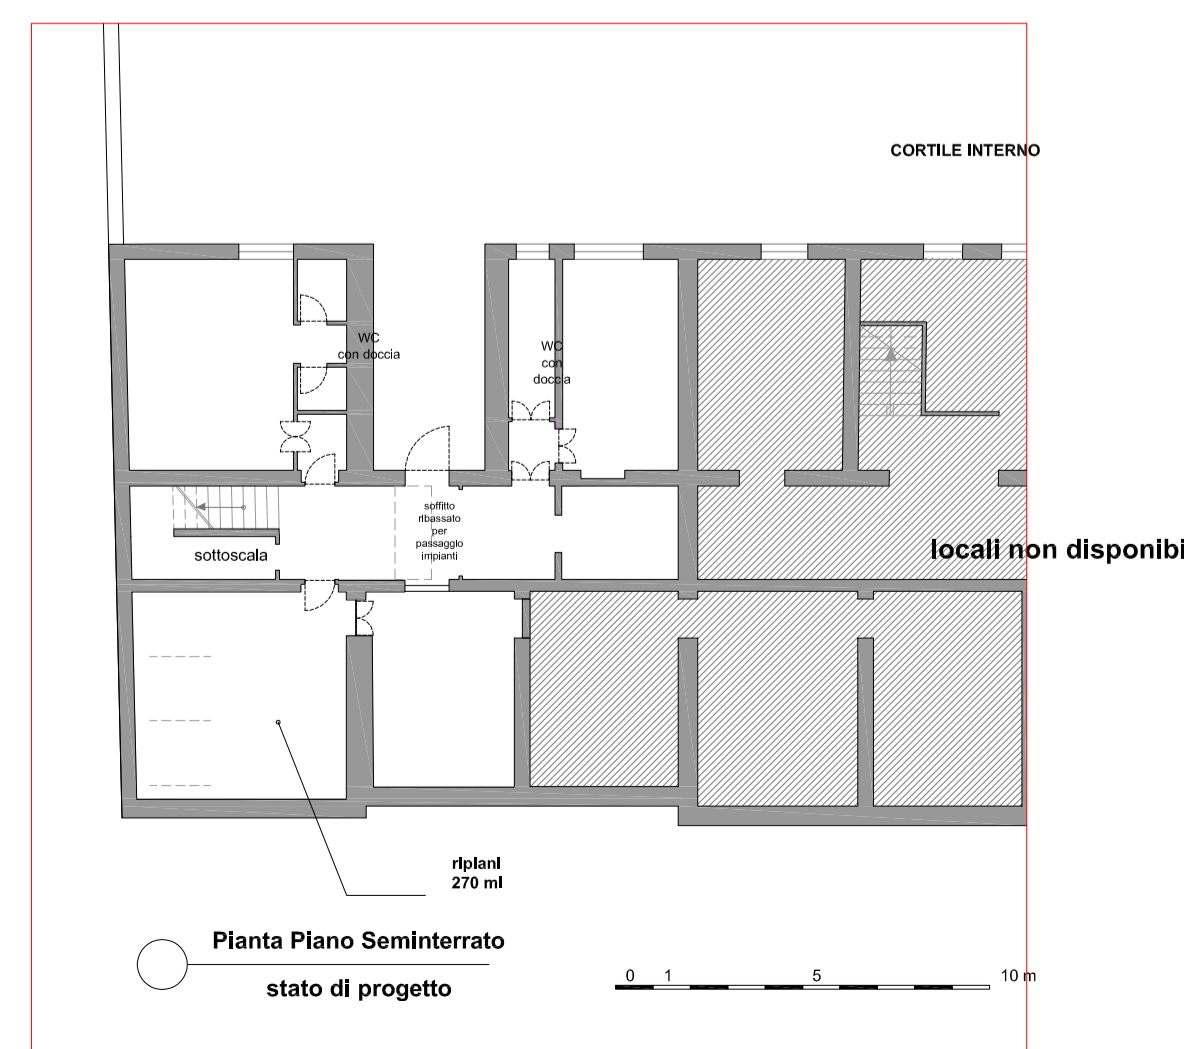 CORTILE INTERNO
WC
con doccia
WC
con
doccia
soffitto
ribassato
per
passaggio
impianti
sottoscala
locali non disponibi
ripiani
270 ml
Pianta Piano Seminterrato
stato di progetto
0 1 5 10 m